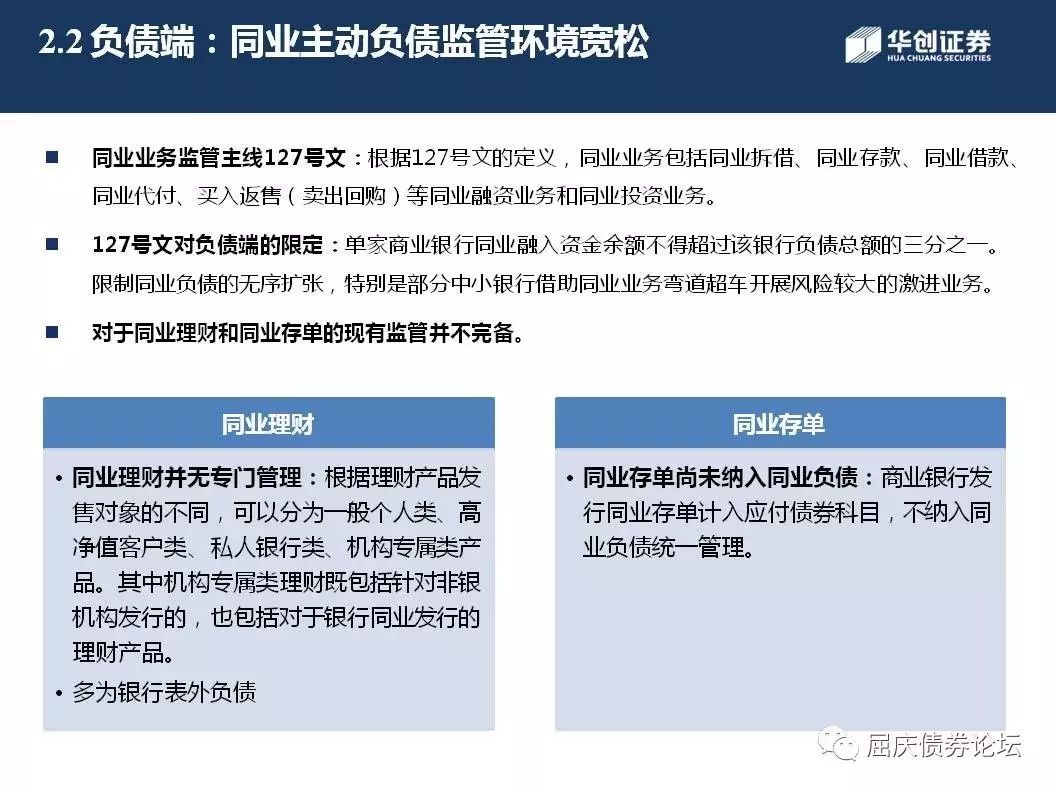 2.2 负债端：同业主动负债监管环境宽松
华创证券
HUA CHUANG SECURITIES
■ 同业业务监管主线127号文：根据127号文的定义，同业业务包括同业拆借、同业存款、同业借款、
同业代付、买入返售（卖出回购）等同业融资业务和同业投资业务。
■ 127号文对负债端的限定：单家商业银行同业融入资金余额不得超过该银行负债总额的三分之一。
限制同业负债的无序扩张，特别是部分中小银行借助同业业务弯道超车开展风险较大的激进业务。
■ 对于同业理财和同业存单的现有监管并不完备。
同业理财
• 同业理财并无专门管理：根据理财产品发
售对象的不同，可以分为一般个人类、高
净值客户类、私人银行类、机构专属类产
品。其中机构专属类理财既包括针对非银
机构发行的，也包括对于银行同业发行的
理财产品。
• 多为银行表外负债
同业存单
• 同业存单尚未纳入同业负债：商业银行发
行同业存单计入应付债券科目，不纳入同
业负债统一管理。
屈庆债券论坛